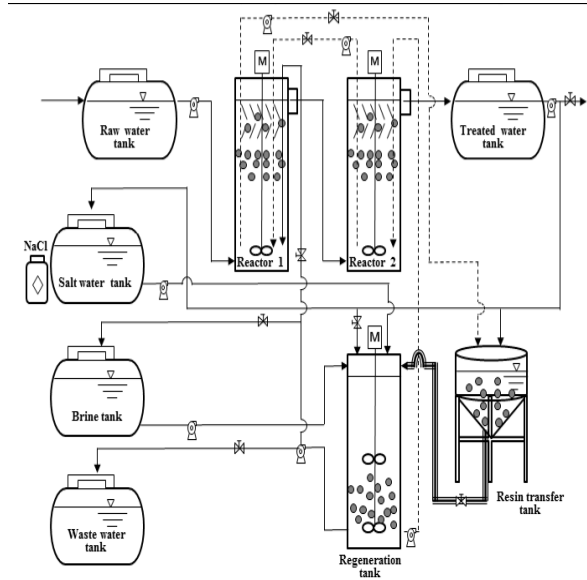 M
M
Raw water
tank
Treated water
tank
Reactor 1
Reactor 2
NaCl
Salt water tank
M
Brine tank
Waste water
tank
Resin transfer
tank
Regeneration
tank